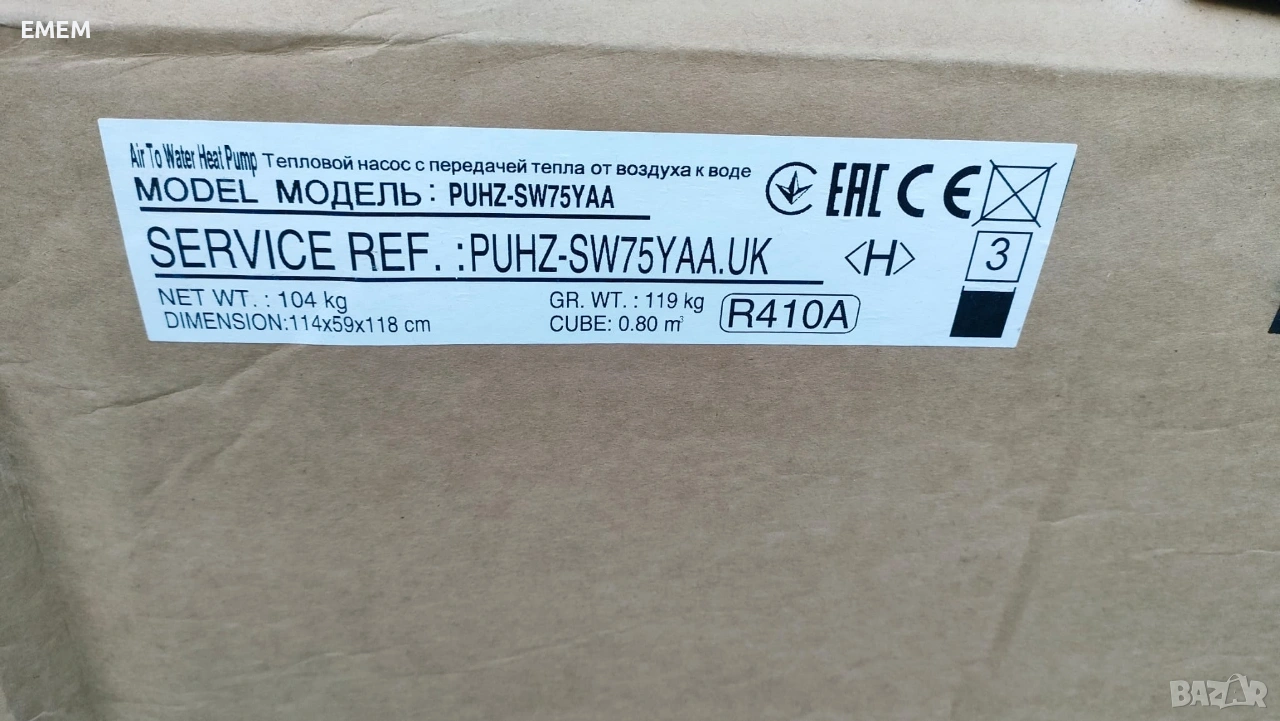 EMEM
Air To Water Heat Pump Тепловой насос с передачей тепла от воздуха к воде
MODEL МОДЕЛЬ : PUHZ-SW75YAA
EAC CE
SERVICE REF. :PUHZ-SW75YAA.UK
<H> 3
NET WT. : 104 kg GR. WT. : 119 kg
DIMENSION:114x59x118 cm CUBE: 0.80 m³ R410A
BAZAR